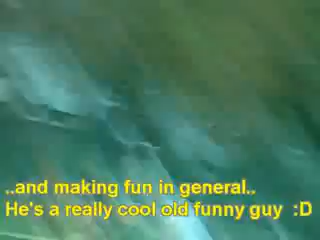 ..and making fun in general..
He's a really cool old funny guy  :D